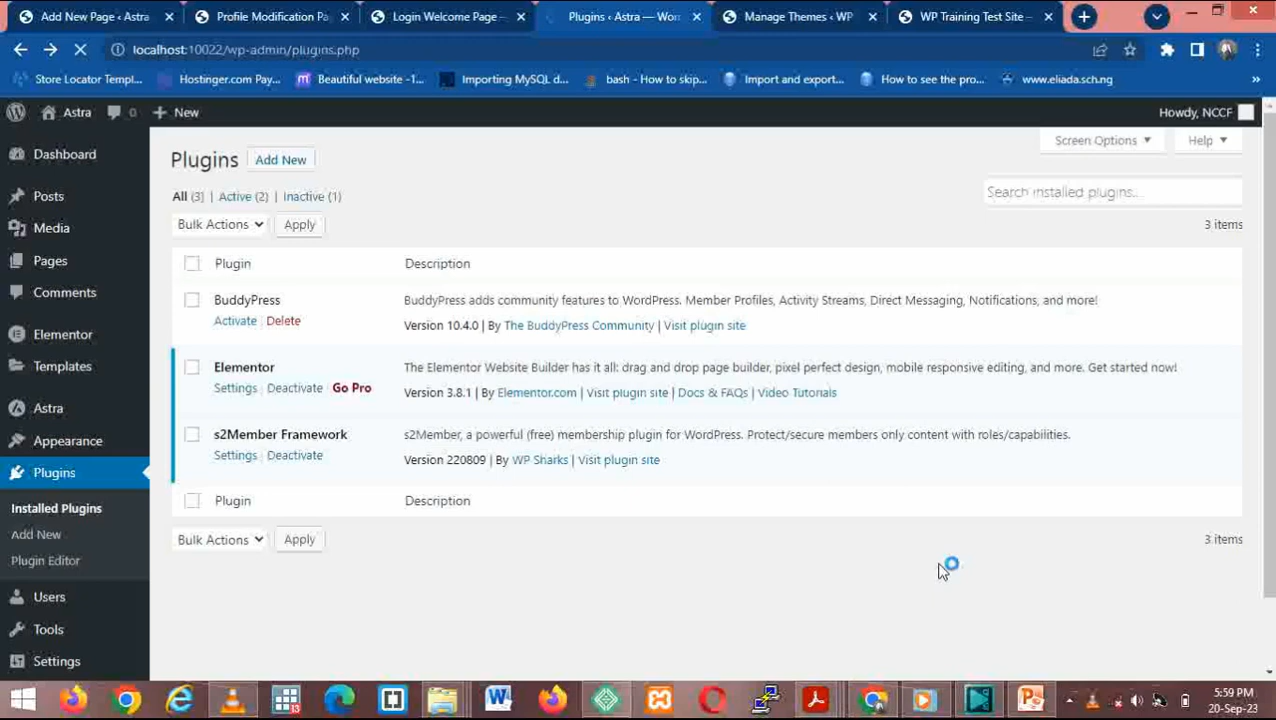 Add New Page ‹ Astra
Profile Modification Pa
Login Welcome Page –
Plugins ‹ Astra — Wor
Manage Themes ‹ WP
WP Training Test Site –
localhost:10022/wp-admin/plugins.php
Store Locator Templ...
Hostinger.com Pay...
Beautiful website -1...
Importing MySQL d...
bash - How to skip...
Import and export...
How to see the pro...
www.eliada.sch.ng
»
Astra
0
New
Howdy, NCCF
Dashboard
Posts
Media
Pages
Comments
Elementor
Templates
Astra
Appearance
Plugins
Installed Plugins
Add New
Plugin Editor
Users
Tools
Settings
Screen Options
Help
Plugins
Add New
All (3) | Active (2) | Inactive (1)
Search installed plugins...
Bulk Actions
Apply
3 items
Plugin
Description
BuddyPress
BuddyPress adds community features to WordPress. Member Profiles, Activity Streams, Direct Messaging, Notifications, and more!
Activate | Delete
Version 10.4.0 | By The BuddyPress Community | Visit plugin site
Elementor
The Elementor Website Builder has it all: drag and drop page builder, pixel perfect design, mobile responsive editing, and more. Get started now!
Settings | Deactivate | Go Pro
Version 3.8.1 | By Elementor.com | Visit plugin site | Docs & FAQs | Video Tutorials
s2Member Framework
s2Member, a powerful (free) membership plugin for WordPress. Protect/secure members only content with roles/capabilities.
Settings | Deactivate
Version 220809 | By WP Sharks | Visit plugin site
Plugin
Description
Bulk Actions
Apply
3 items
5:59 PM
20-Sep-23